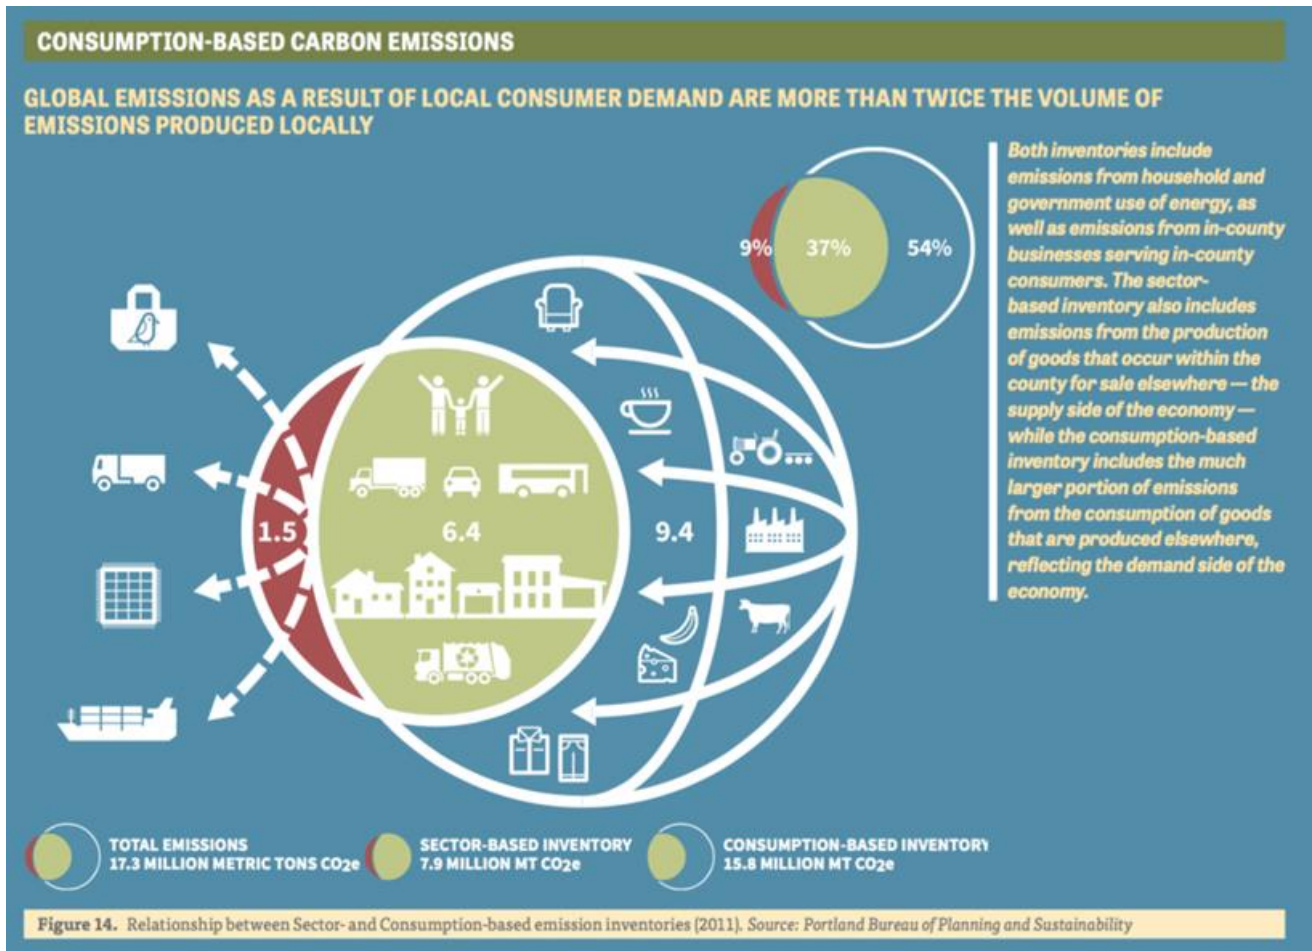 CONSUMPTION-BASED CARBON EMISSIONS
GLOBAL EMISSIONS AS A RESULT OF LOCAL CONSUMER DEMAND ARE MORE THAN TWICE THE VOLUME OF
EMISSIONS PRODUCED LOCALLY
9% 37% 54%
Both inventories include
emissions from household and
government use of energy, as
well as emissions from in-county
businesses serving in-county
consumers. The sector-
based inventory also includes
emissions from the production
of goods that occur within the
county for sale elsewhere — the
supply side of the economy —
while the consumption-based
inventory includes the much
larger portion of emissions
from the consumption of goods
that are produced elsewhere,
reflecting the demand side of the
economy.
1.5 6.4 9.4
TOTAL EMISSIONS
17.3 MILLION METRIC TONS CO2e
SECTOR-BASED INVENTORY
7.9 MILLION MT CO2e
CONSUMPTION-BASED INVENTORY
15.8 MILLION MT CO2e
Figure 14. Relationship between Sector- and Consumption-based emission inventories (2011). Source: Portland Bureau of Planning and Sustainability